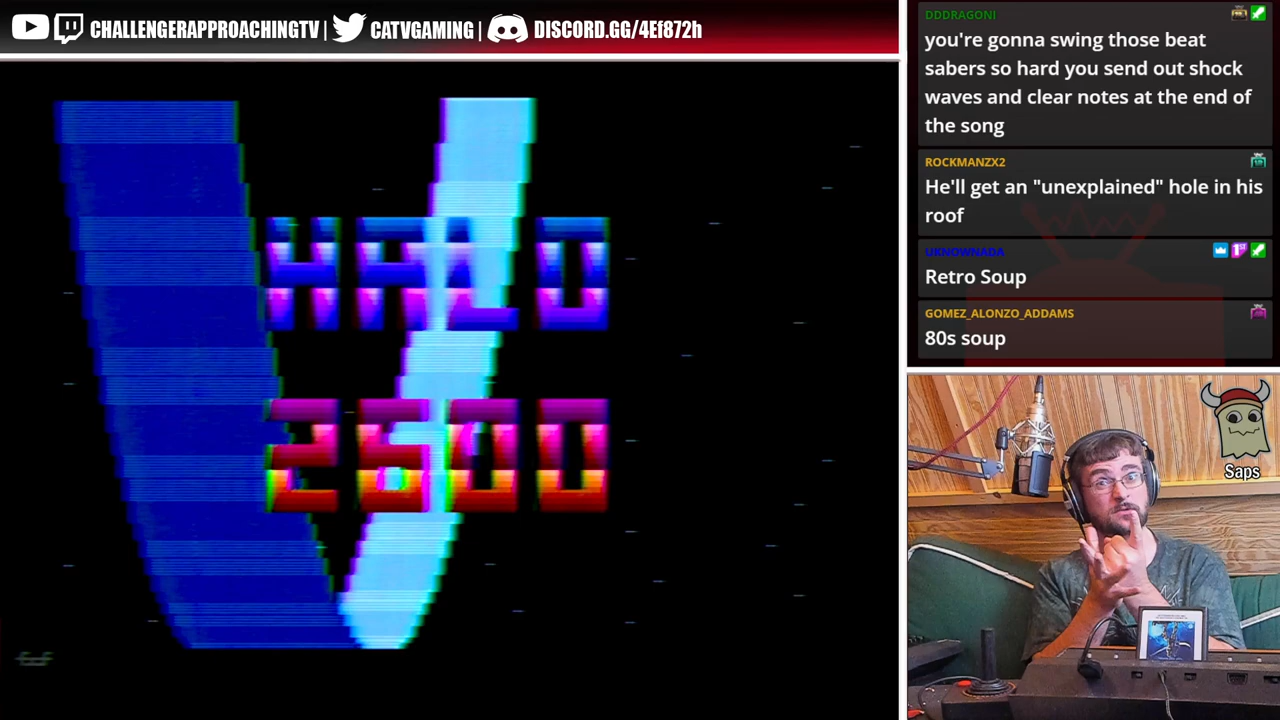 CHALLENGERAPPROACHINGTV | CATVGAMING | DISCORD.GG/4Ef872h
HALO
2600
DDDRAGONI
you're gonna swing those beat
sabers so hard you send out shock
waves and clear notes at the end of
the song
ROCKMANZX2
He'll get an "unexplained" hole in his
roof
UKNOWNADA
Retro Soup
GOMEZ_ALONZO_ADDAMS
80s soup
Saps